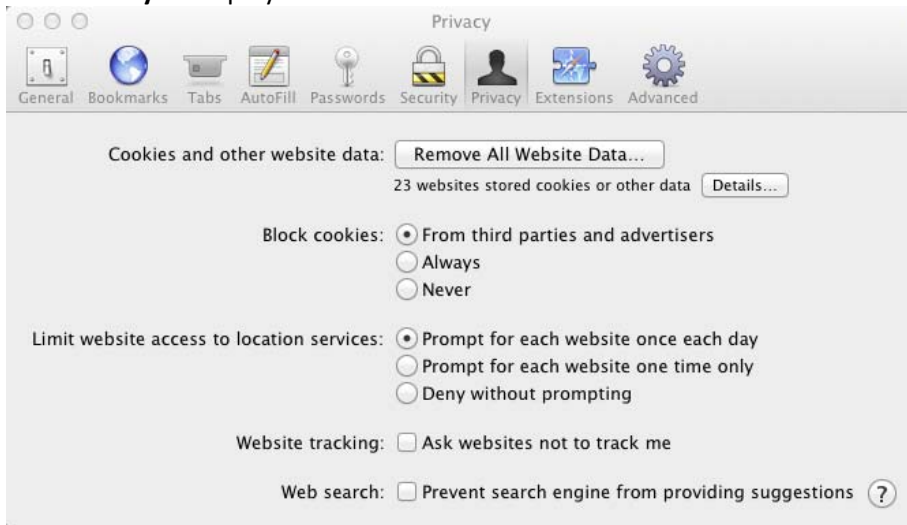 Privacy
General Bookmarks Tabs AutoFill Passwords Security Privacy Extensions Advanced
Cookies and other website data: Remove All Website Data...
23 websites stored cookies or other data Details...
Block cookies: From third parties and advertisers
Always
Never
Limit website access to location services: Prompt for each website once each day
Prompt for each website one time only
Deny without prompting
Website tracking: Ask websites not to track me
Web search: Prevent search engine from providing suggestions ?